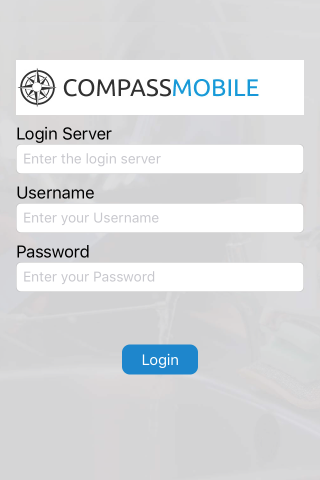 COMPASSMOBILE
Login Server
Enter the login server
Username
Enter your Username
Password
Enter your Password
Login